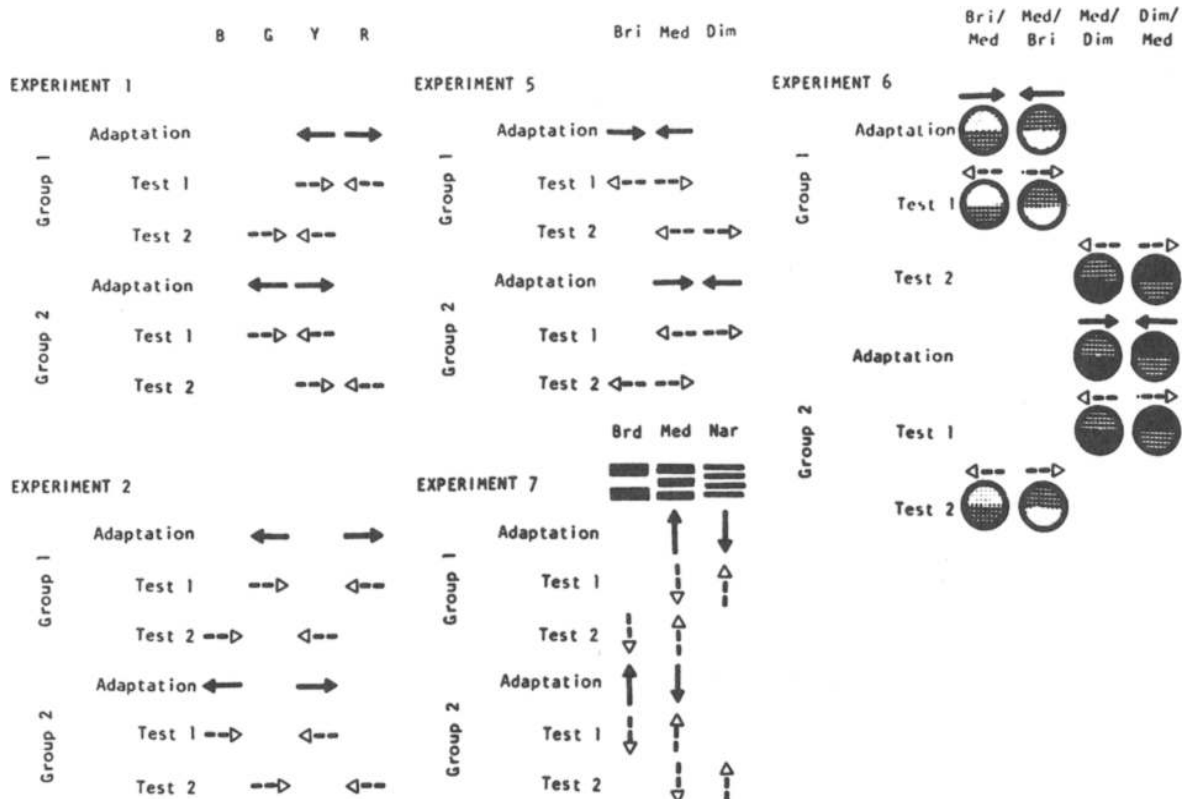 B G Y R
EXPERIMENT 1
Group 1
Adaptation
Test 1
Test 2
Group 2
Adaptation
Test 1
Test 2
EXPERIMENT 2
Group 1
Adaptation
Test 1
Test 2
Group 2
Adaptation
Test 1
Test 2
Bri Med Dim
EXPERIMENT 5
Group 1
Adaptation
Test 1
Test 2
Group 2
Adaptation
Test 1
Test 2
Brd Med Nar
EXPERIMENT 7
Group 1
Adaptation
Test 1
Test 2
Group 2
Adaptation
Test 1
Test 2
Bri/ Med/ Med/ Dim/
Med Bri Dim Med
EXPERIMENT 6
Group 1
Adaptation
Test 1
Test 2
Group 2
Adaptation
Test 1
Test 2